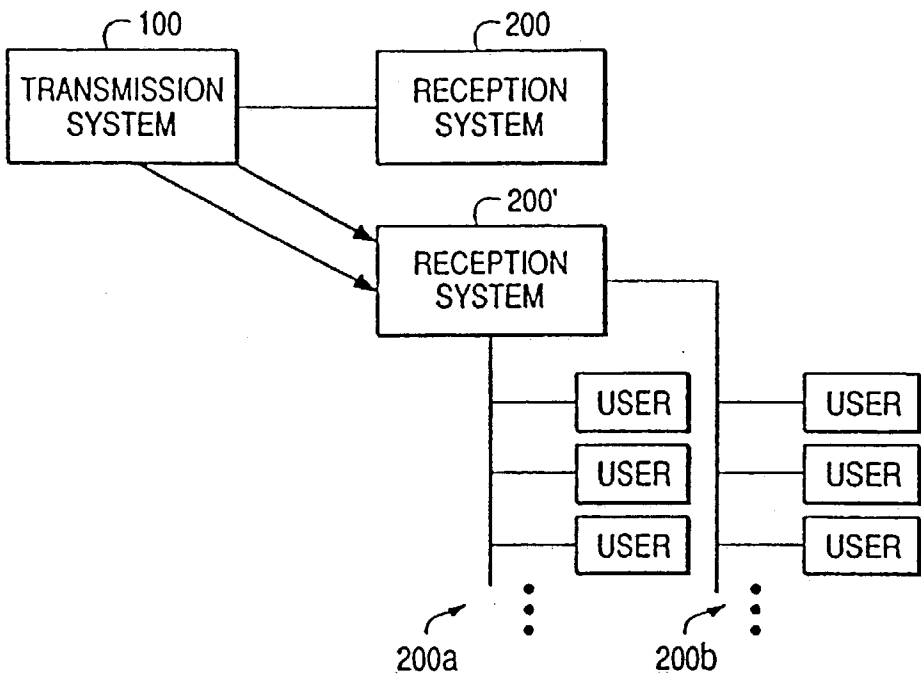 100
200
TRANSMISSION
SYSTEM
RECEPTION
SYSTEM
200'
RECEPTION
SYSTEM
USER
USER
USER
USER
USER
USER
200a
200b